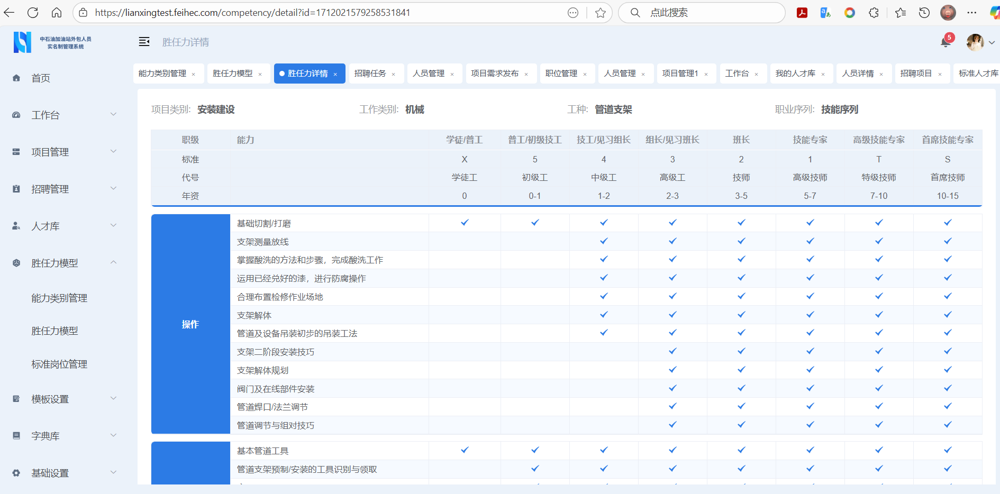 https://lianxingtest.feihec.com/competency/detail?id=1712021579258531841
点此搜索
中石油加油站外包人员
实名制管理系统
胜任力详情
5
首页
工作台
项目管理
招聘管理
人才库
胜任力模型
能力类别管理
胜任力模型
标准岗位管理
模板设置
字典库
基础设置
能力类别管理 × 胜任力模型 × 胜任力详情 × 招聘任务 × 人员管理 × 项目需求发布 × 职位管理 × 人员管理 × 项目管理1 × 工作台 × 我的人才库 × 人员详情 × 招聘项目 × 标准人才库
项目类别: 安装建设 工作类别: 机械 工种: 管道支架 职业序列: 技能序列
职级 能力 学徒/普工 普工/初级技工 技工/见习组长 组长/见习班长 班长 技能专家 高级技能专家 首席技能专家
标准 X 5 4 3 2 1 T S
代号 学徒工 初级工 中级工 高级工 技师 高级技师 特级技师 首席技师
年资 0 0-1 1-2 2-3 3-5 5-7 7-10 10-15
操作
基础切割/打磨
支架测量放线
掌握酸洗的方法和步骤，完成酸洗工作
运用已经兑好的漆，进行防腐操作
合理布置检修作业场地
支架解体
管道及设备吊装初步的吊装工法
支架二阶段安装技巧
支架解体规划
阀门及在线部件安装
管道焊口/法兰调节
管道调节与组对技巧
基本管道工具
管道支架预制/安装的工具识别与领取